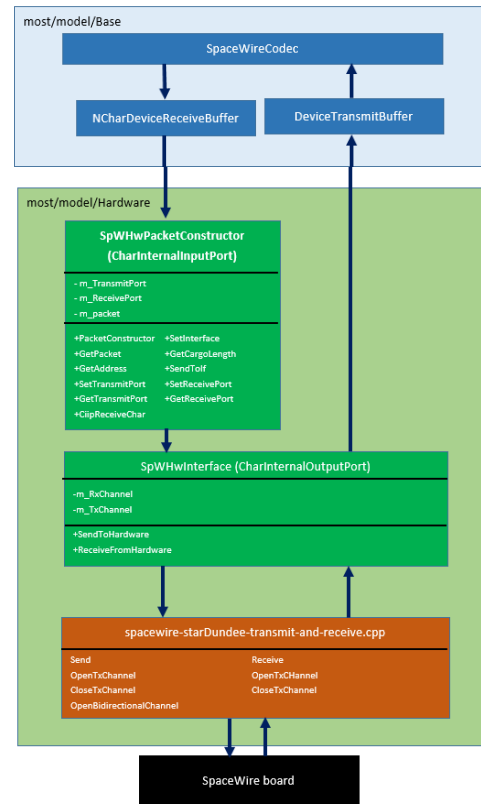 most/model/Base
SpaceWireCodec
NCharDeviceReceiveBuffer
DeviceTransmitBuffer
most/model/Hardware
SpWHwPacketConstructor
(CharInternalInputPort)
- m_TransmitPort
- m_ReceivePort
- m_packet
+PacketConstructor +SetInterface
+GetPacket +GetCargoLength
+GetAddress +SendToIf
+SetTransmitPort +SetReceivePort
+GetTransmitPort +GetReceivePort
+CiipReceiveChar
SpWHwInterface (CharInternalOutputPort)
-m_RxChannel
-m_TxChannel
+SendToHardware
+ReceiveFromHardware
spacewire-starDundee-transmit-and-receive.cpp
Send Receive
OpenTxChannel OpenTxCHannel
CloseTxChannel CloseTxChannel
OpenBidirectionalChannel
SpaceWire board